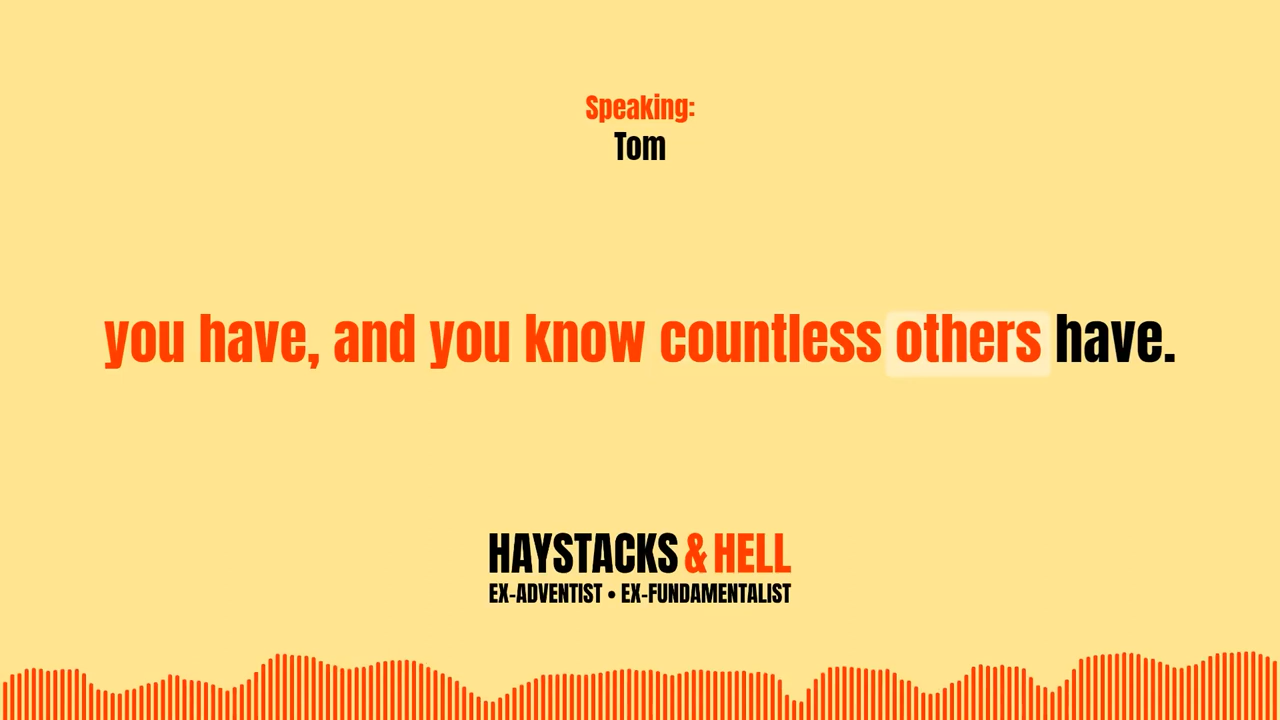 Speaking:
Tom
you have, and you know countless others have.
HAYSTACKS & HELL
EX-ADVENTIST • EX-FUNDAMENTALIST